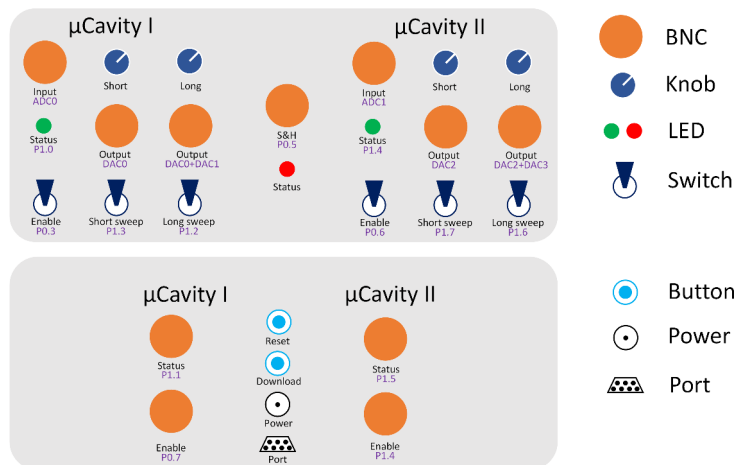 µCavity I
µCavity II
Input
ADC0
Short
Long
Input
ADC1
Short
Long
Status
P1.0
Output
DAC0
Output
DAC0+DAC1
S&H
P0.5
Status
Status
P1.4
Output
DAC2
Output
DAC2+DAC3
Enable
P0.3
Short sweep
P1.3
Long sweep
P1.2
Enable
P0.6
Short sweep
P1.7
Long sweep
P1.6
µCavity I
µCavity II
Status
P1.1
Reset
Download
Status
P1.5
Enable
P0.7
Power
Port
Enable
P1.4
BNC
Knob
LED
Switch
Button
Power
Port